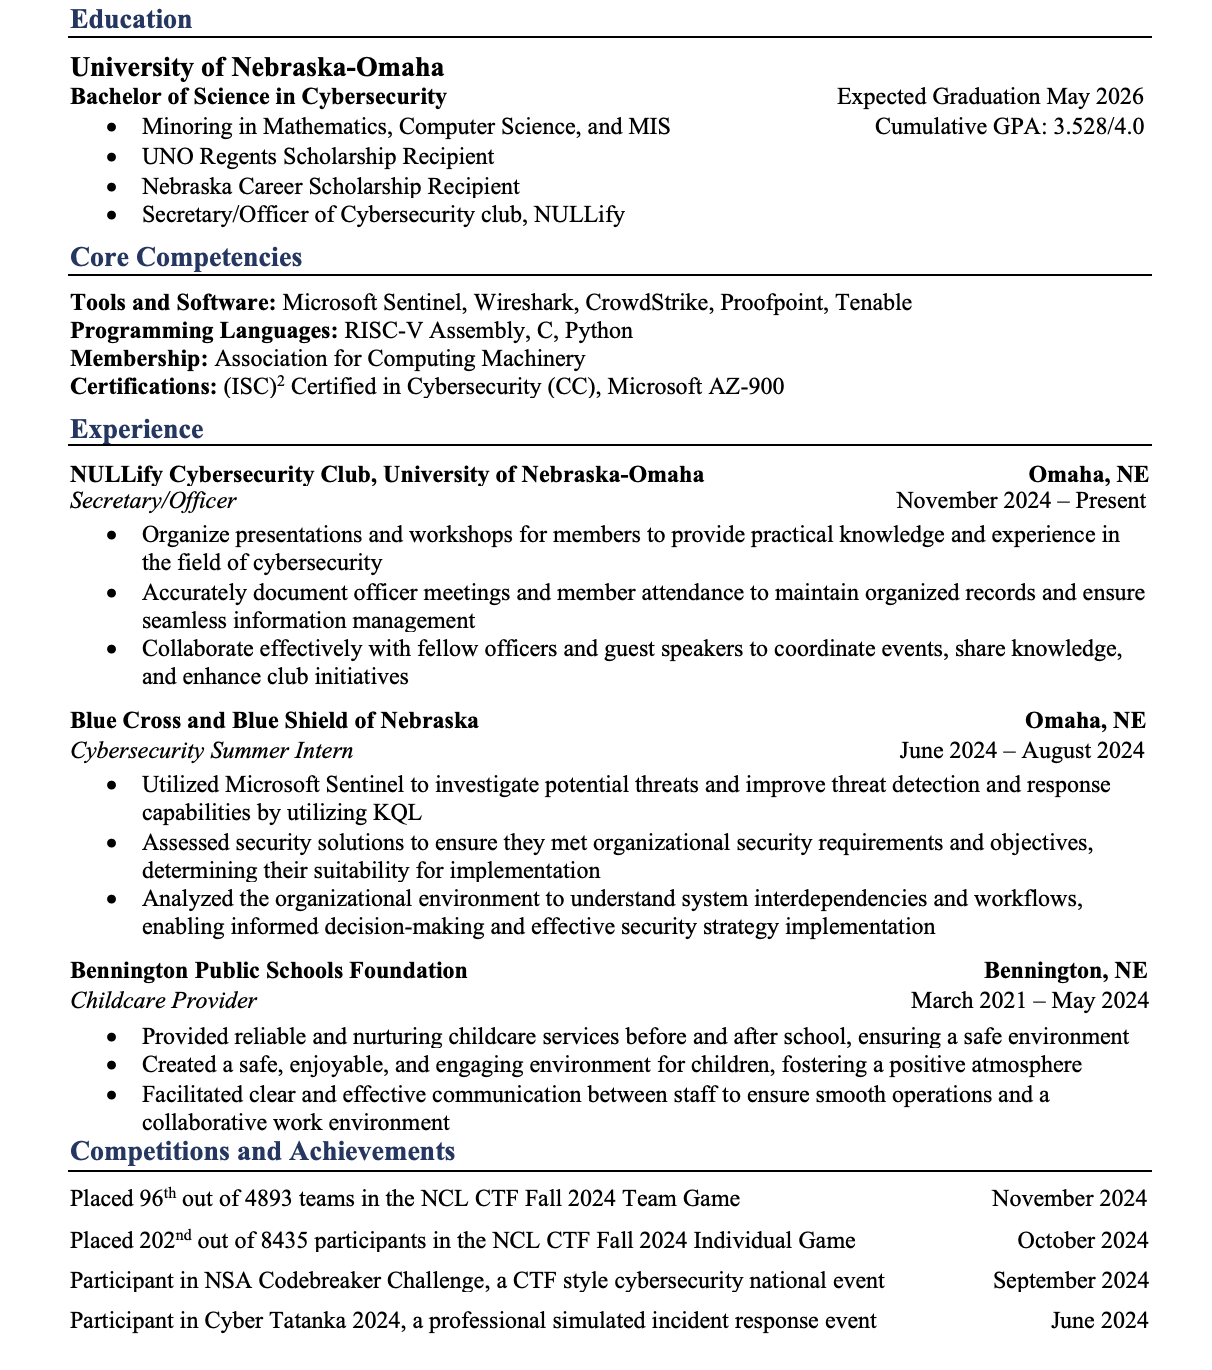 Education
University of Nebraska-Omaha
Bachelor of Science in Cybersecurity Expected Graduation May 2026
• Minoring in Mathematics, Computer Science, and MIS Cumulative GPA: 3.528/4.0
• UNO Regents Scholarship Recipient
• Nebraska Career Scholarship Recipient
• Secretary/Officer of Cybersecurity club, NULLify
Core Competencies
Tools and Software: Microsoft Sentinel, Wireshark, CrowdStrike, Proofpoint, Tenable
Programming Languages: RISC-V Assembly, C, Python
Membership: Association for Computing Machinery
Certifications: (ISC)² Certified in Cybersecurity (CC), Microsoft AZ-900
Experience
NULLify Cybersecurity Club, University of Nebraska-Omaha Omaha, NE
Secretary/Officer November 2024 – Present
• Organize presentations and workshops for members to provide practical knowledge and experience in
the field of cybersecurity
• Accurately document officer meetings and member attendance to maintain organized records and ensure
seamless information management
• Collaborate effectively with fellow officers and guest speakers to coordinate events, share knowledge,
and enhance club initiatives
Blue Cross and Blue Shield of Nebraska Omaha, NE
Cybersecurity Summer Intern June 2024 – August 2024
• Utilized Microsoft Sentinel to investigate potential threats and improve threat detection and response
capabilities by utilizing KQL
• Assessed security solutions to ensure they met organizational security requirements and objectives,
determining their suitability for implementation
• Analyzed the organizational environment to understand system interdependencies and workflows,
enabling informed decision-making and effective security strategy implementation
Bennington Public Schools Foundation Bennington, NE
Childcare Provider March 2021 – May 2024
• Provided reliable and nurturing childcare services before and after school, ensuring a safe environment
• Created a safe, enjoyable, and engaging environment for children, fostering a positive atmosphere
• Facilitated clear and effective communication between staff to ensure smooth operations and a
collaborative work environment
Competitions and Achievements
Placed 96th out of 4893 teams in the NCL CTF Fall 2024 Team Game November 2024
Placed 202nd out of 8435 participants in the NCL CTF Fall 2024 Individual Game October 2024
Participant in NSA Codebreaker Challenge, a CTF style cybersecurity national event September 2024
Participant in Cyber Tatanka 2024, a professional simulated incident response event June 2024